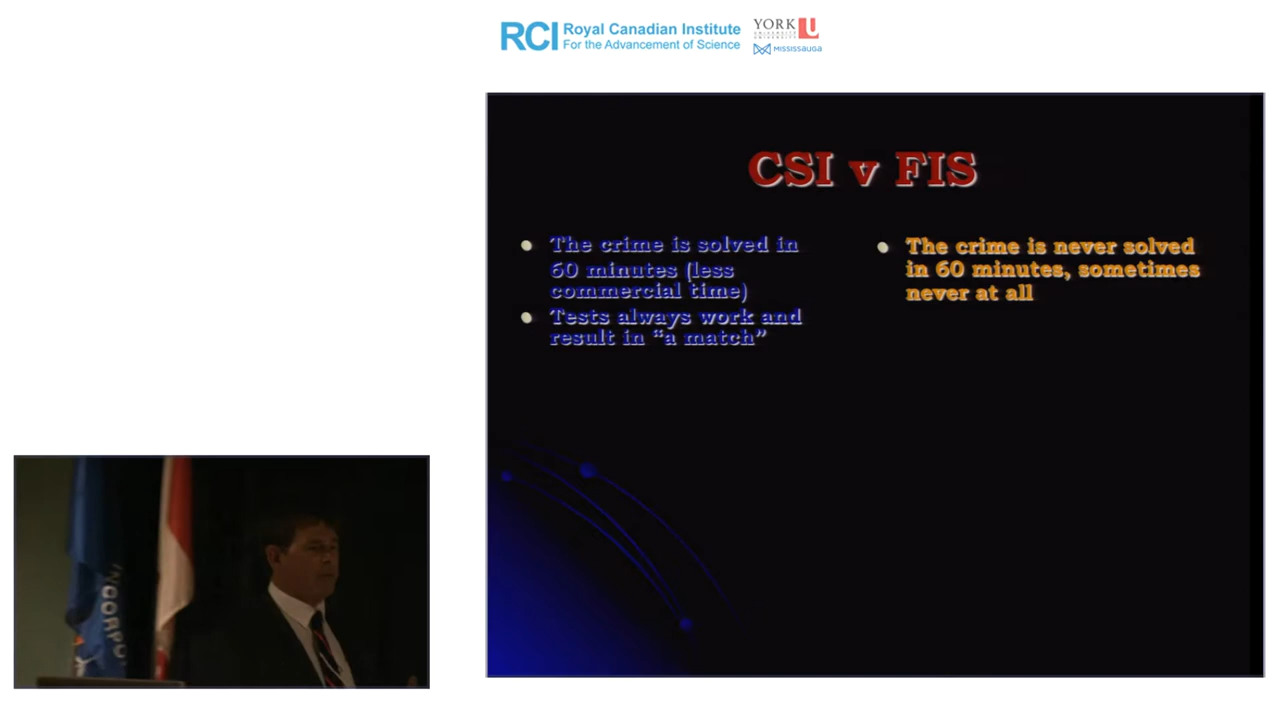 RCI Royal Canadian Institute
For the Advancement of Science
YORK U
MISSISSAUGA
CSI v FIS
The crime is solved in
60 minutes (less
commercial time)
Tests always work and
result in “a match”
The crime is never solved
in 60 minutes, sometimes
never at all